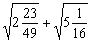 √(2 23/49) + √(5 1/16)